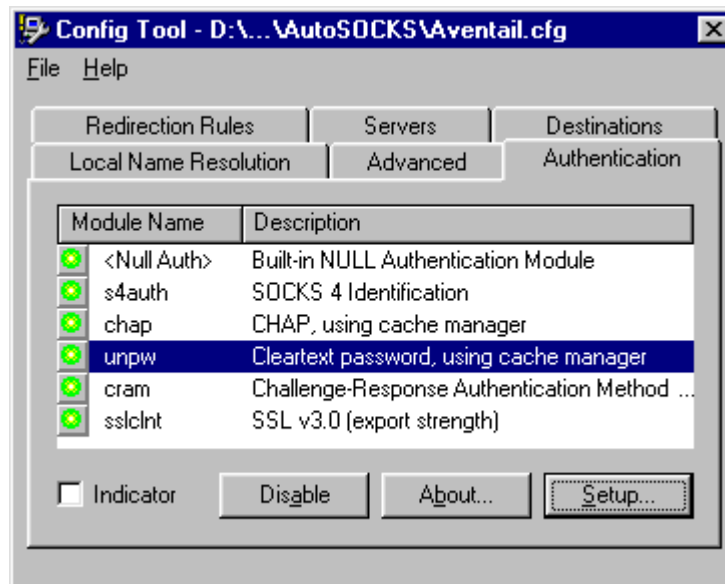 Config Tool - D:\...\AutoSOCKS\Aventail.cfg
File Help
Redirection Rules Servers Destinations
Local Name Resolution Advanced Authentication
Module Name Description
<Null Auth> Built-in NULL Authentication Module
s4auth SOCKS 4 Identification
chap CHAP, using cache manager
unpw Cleartext password, using cache manager
cram Challenge-Response Authentication Method ...
sslclnt SSL v3.0 (export strength)
Indicator Disable About... Setup...